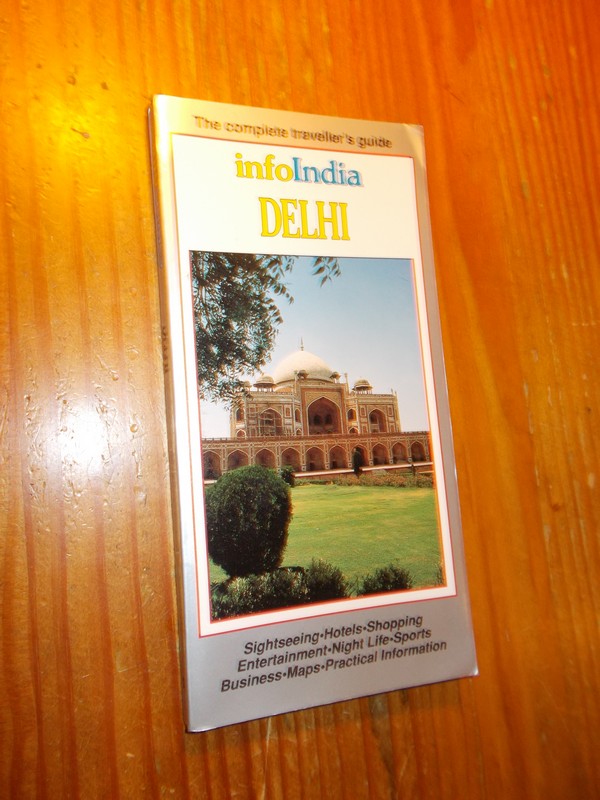 The complete traveller's guide
infoIndia
DELHI
Sightseeing•Hotels•Shopping
Entertainment•Night Life•Sports
Business•Maps•Practical Information